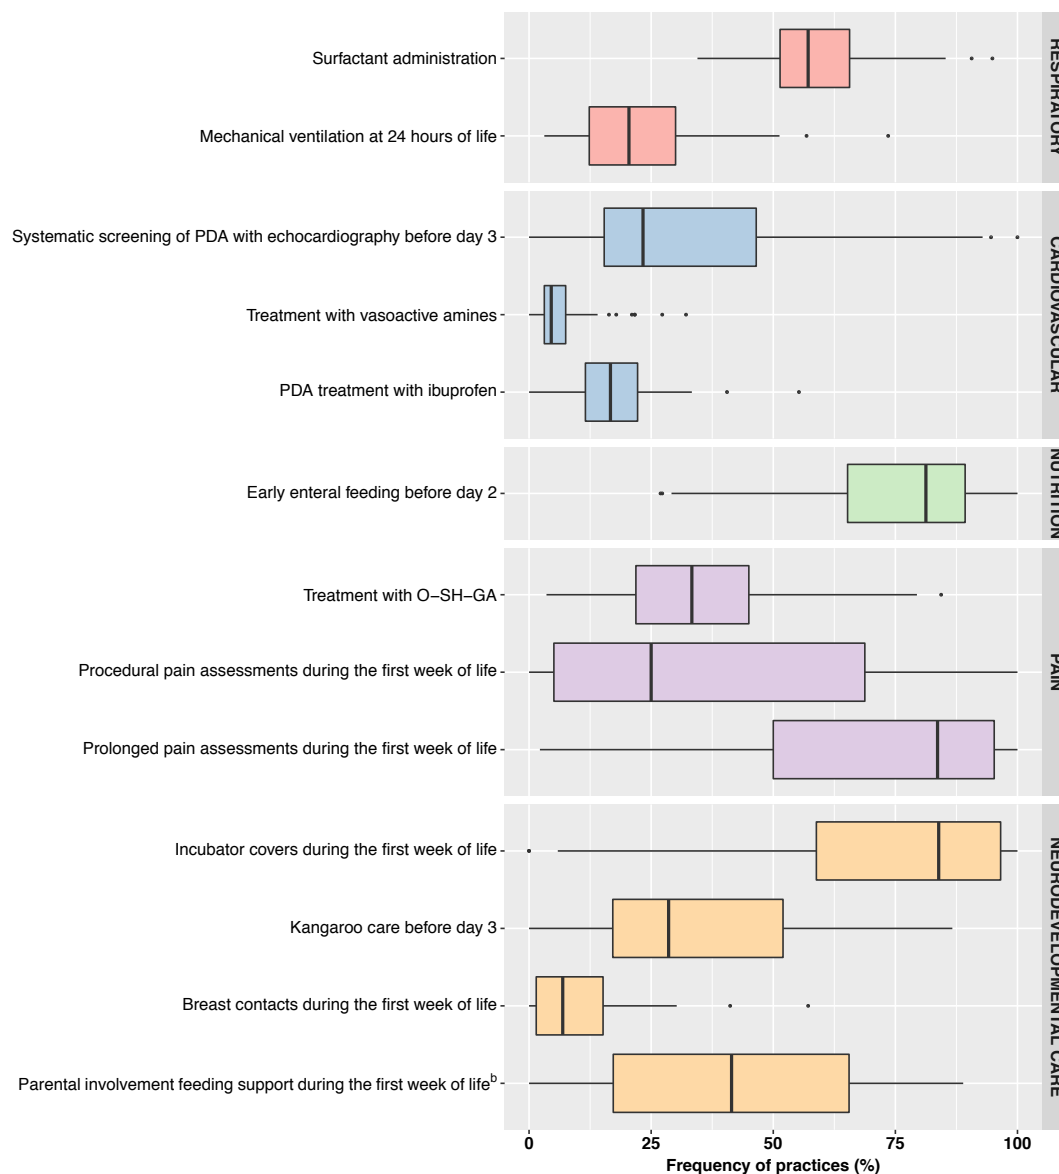 RESPIRATORY
Surfactant administration
Mechanical ventilation at 24 hours of life
CARDIOVASCULAR
Systematic screening of PDA with echocardiography before day 3
Treatment with vasoactive amines
PDA treatment with ibuprofen
NUTRITION
Early enteral feeding before day 2
PAIN
Treatment with O−SH−GA
Procedural pain assessments during the first week of life
Prolonged pain assessments during the first week of life
NEURODEVELOPMENTAL CARE
Incubator covers during the first week of life
Kangaroo care before day 3
Breast contacts during the first week of life
Parental involvement feeding support during the first week of lifeᵇ
0 25 50 75 100
Frequency of practices (%)